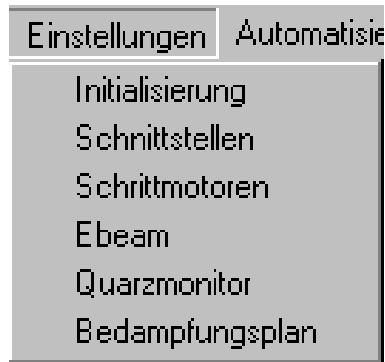 Einstellungen Automatisie
Initialisierung
Schnittstellen
Schrittmotoren
Ebeam
Quarzmonitor
Bedampfungsplan